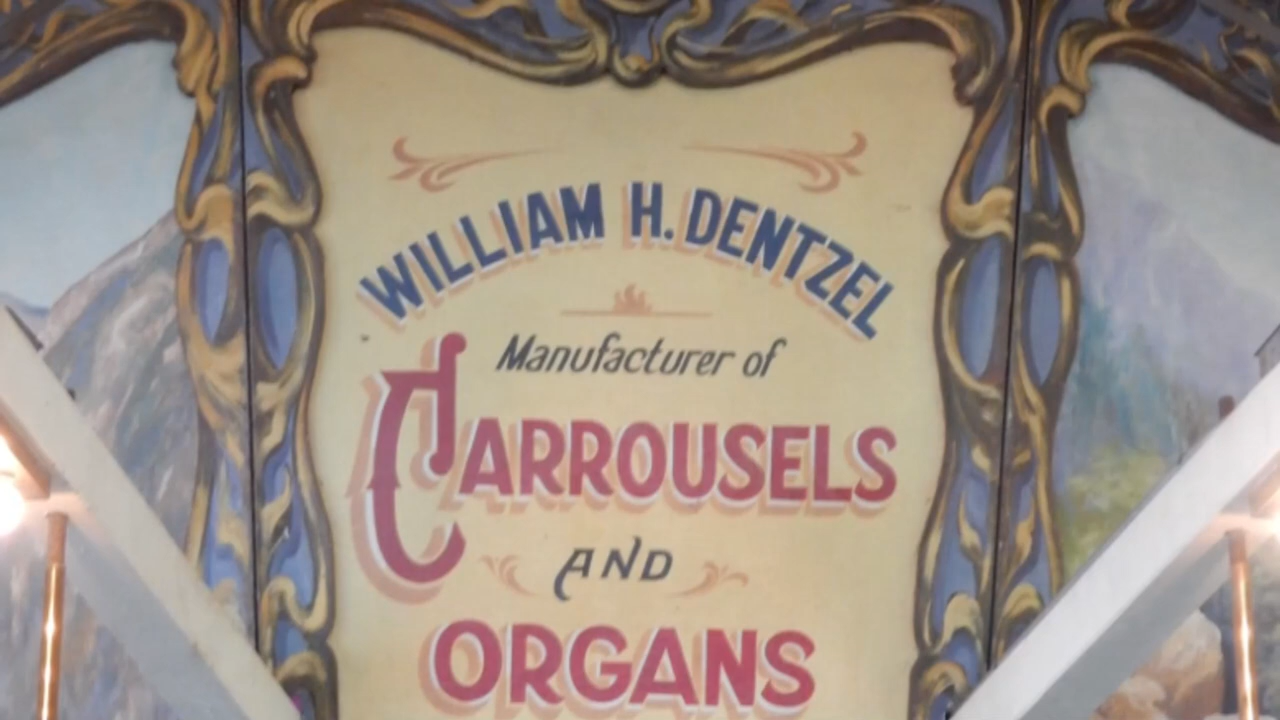 WILLIAM H. DENTZEL
Manufacturer of
CARROUSELS
AND
ORGANS